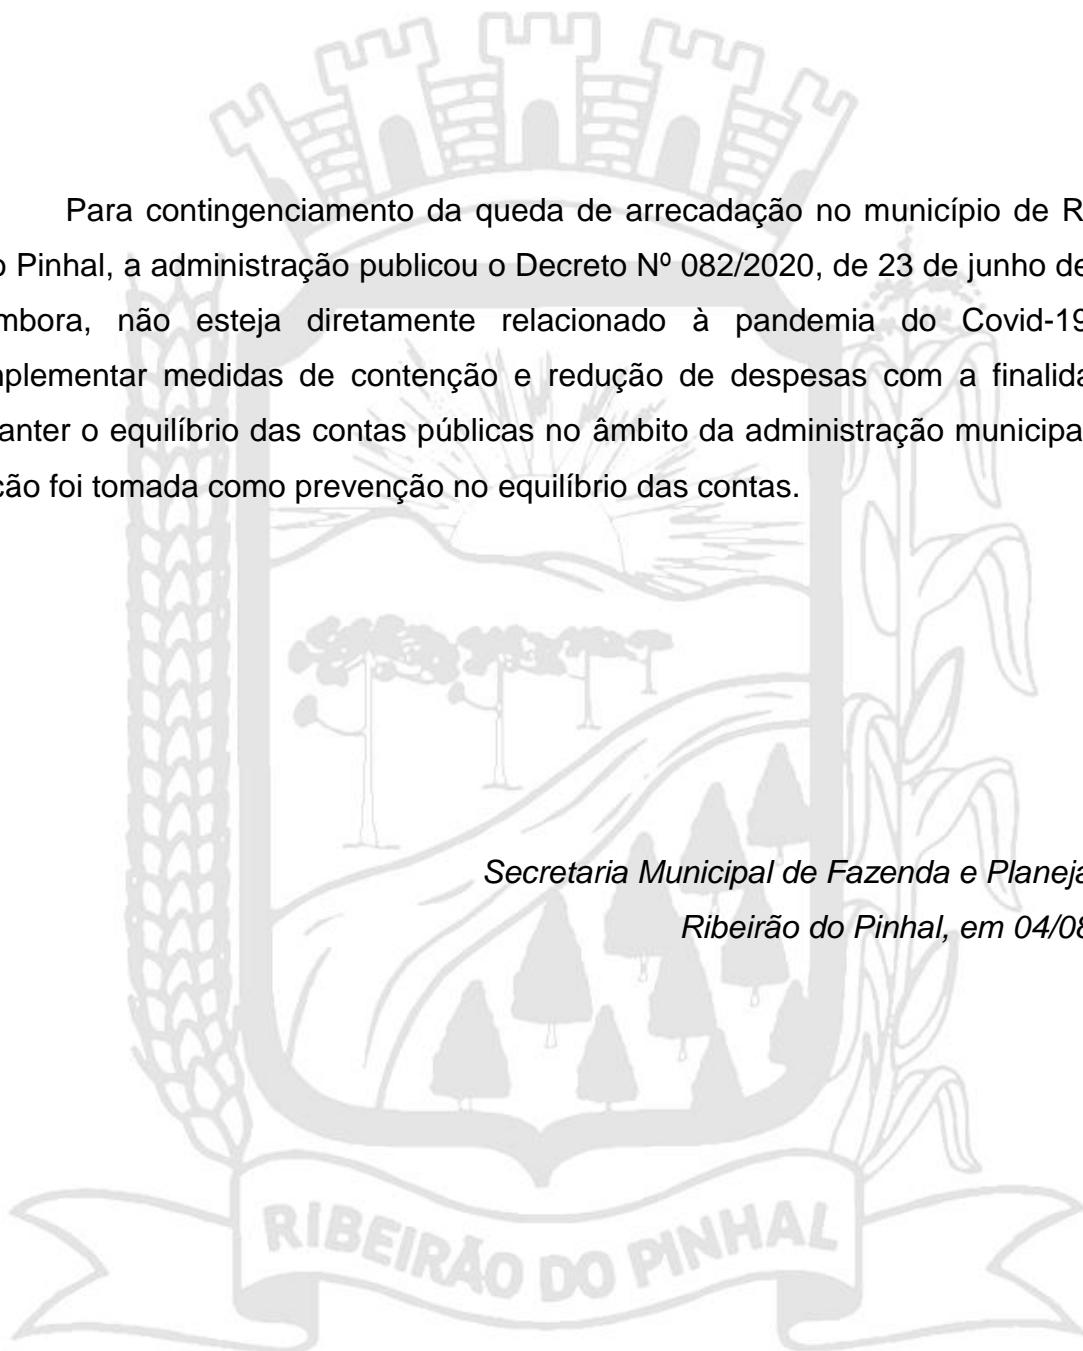 Para contingenciamento da queda de arrecadação no município de R
o Pinhal, a administração publicou o Decreto Nº 082/2020, de 23 de junho de
mbora, não esteja diretamente relacionado à pandemia do Covid-19
mplementar medidas de contenção e redução de despesas com a finalida
anter o equilíbrio das contas públicas no âmbito da administração municipal
ção foi tomada como prevenção no equilíbrio das contas.
Secretaria Municipal de Fazenda e Planeja
Ribeirão do Pinhal, em 04/08
RIBEIRÃO DO PINHAL